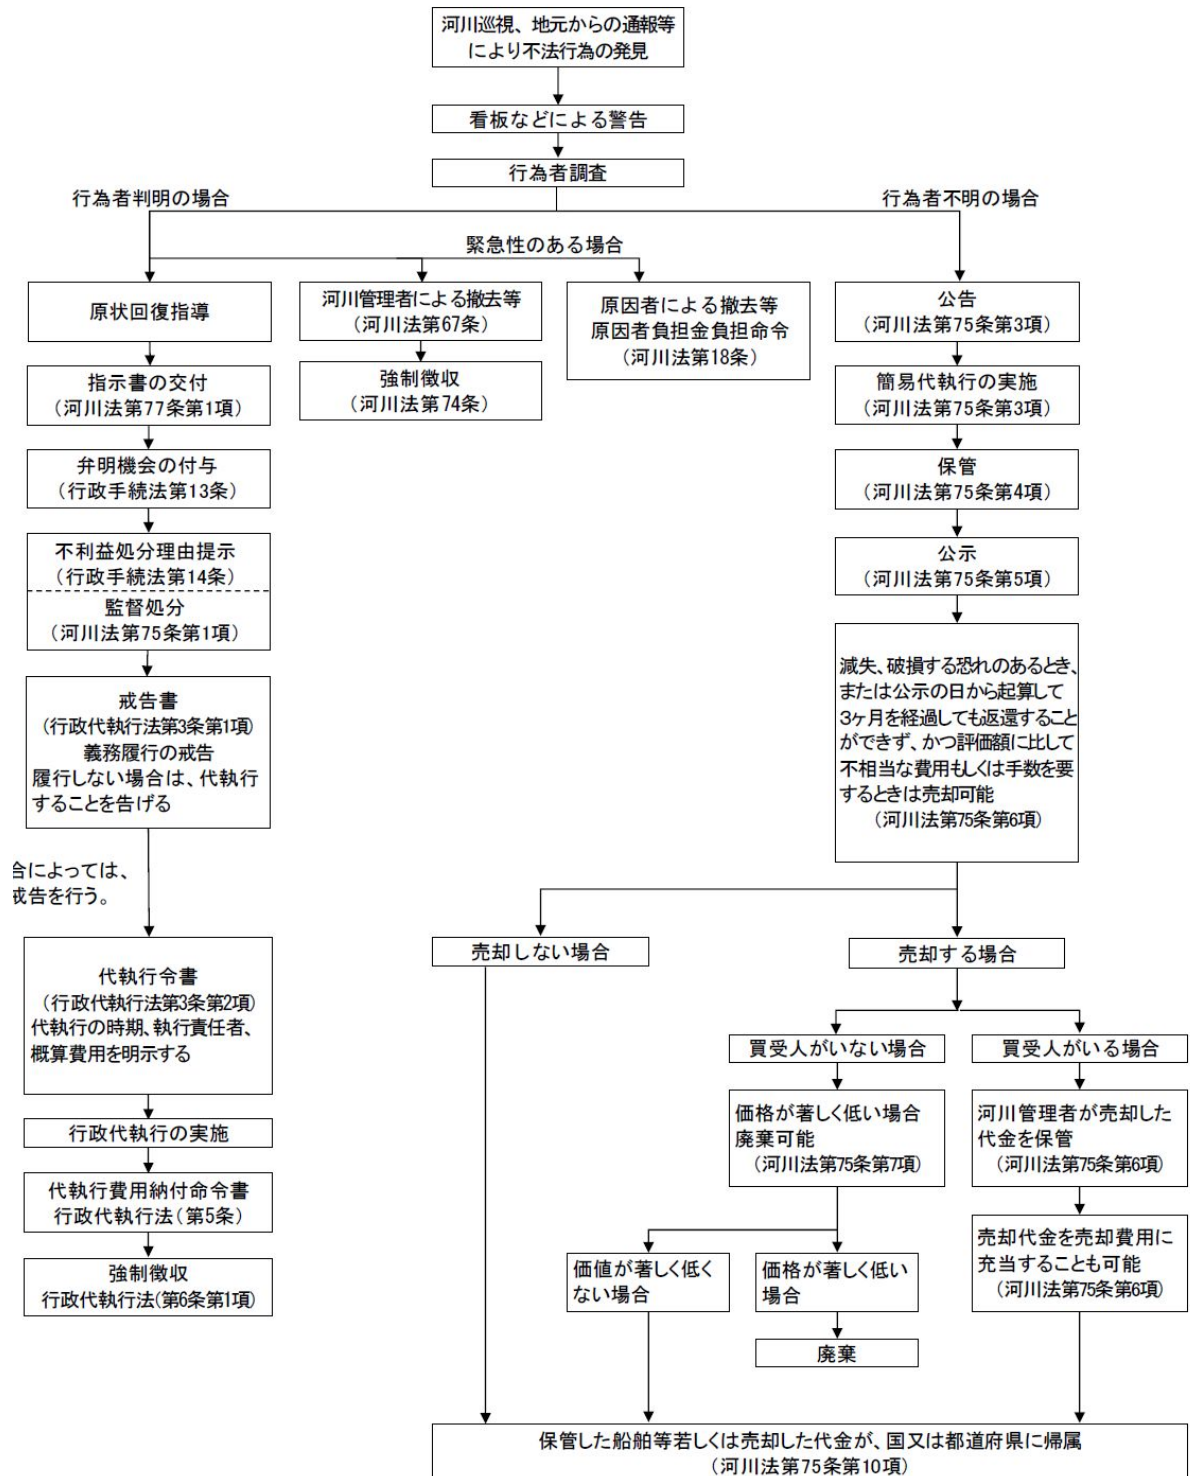 河川巡視、地元からの通報等
により不法行為の発見
看板などによる警告
行為者調査
行為者判明の場合
行為者不明の場合
緊急性のある場合
原状回復指導
指示書の交付
（河川法第77条第1項）
弁明機会の付与
（行政手続法第13条）
不利益処分理由提示
（行政手続法第14条）
監督処分
（河川法第75条第1項）
戒告書
（行政代執行法第3条第1項）
義務履行の戒告
履行しない場合は、代執行
することを告げる
合によっては、
戒告を行う。
代執行令書
（行政代執行法第3条第2項）
代執行の時期、執行責任者、
概算費用を明示する
行政代執行の実施
代執行費用納付命令書
行政代執行法（第5条）
強制徴収
行政代執行法（第6条第1項）
河川管理者による撤去等
（河川法第67条）
強制徴収
（河川法第74条）
原因者による撤去等
原因者負担金負担命令
（河川法第18条）
公告
（河川法第75条第3項）
簡易代執行の実施
（河川法第75条第3項）
保管
（河川法第75条第4項）
公示
（河川法第75条第5項）
減失、破損する恐れのあるとき、
または公示の日から起算して
３ヶ月を経過しても返還すること
ができず、かつ評価額に比して
不相当な費用もしくは手数を要
するときは売却可能
（河川法第75条第6項）
売却しない場合
売却する場合
買受人がいない場合
買受人がいる場合
価格が著しく低い場合
廃棄可能
（河川法第75条第7項）
河川管理者が売却した
代金を保管
（河川法第75条第6項）
価値が著しく低く
ない場合
価格が著しく低い
場合
廃棄
売却代金を売却費用に
充当することも可能
（河川法第75条第6項）
保管した船舶等若しくは売却した代金が、国又は都道府県に帰属
（河川法第75条第10項）